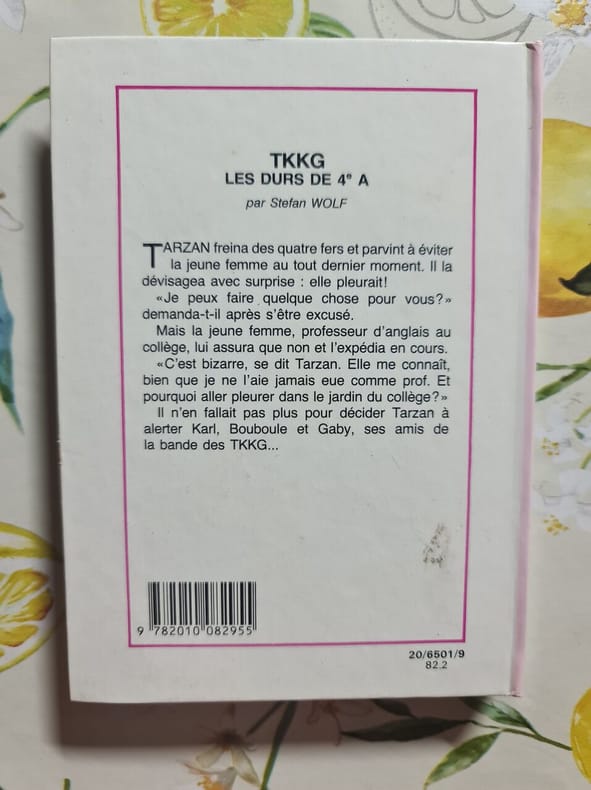 TKKG
LES DURS DE 4e A
par Stefan WOLF
TARZAN freina des quatre fers et parvint à éviter
la jeune femme au tout dernier moment. Il la
dévisagea avec surprise : elle pleurait!
«Je peux faire quelque chose pour vous?»
demanda-t-il après s'être excusé.
Mais la jeune femme, professeur d'anglais au
collège, lui assura que non et l'expédia en cours.
«C'est bizarre, se dit Tarzan. Elle me connaît,
bien que je ne l'aie jamais eue comme prof. Et
pourquoi aller pleurer dans le jardin du collège?»
Il n'en fallait pas plus pour décider Tarzan à
alerter Karl, Bouboule et Gaby, ses amis de
la bande des TKKG...
9 782010 082955
20/6501/9
82.2